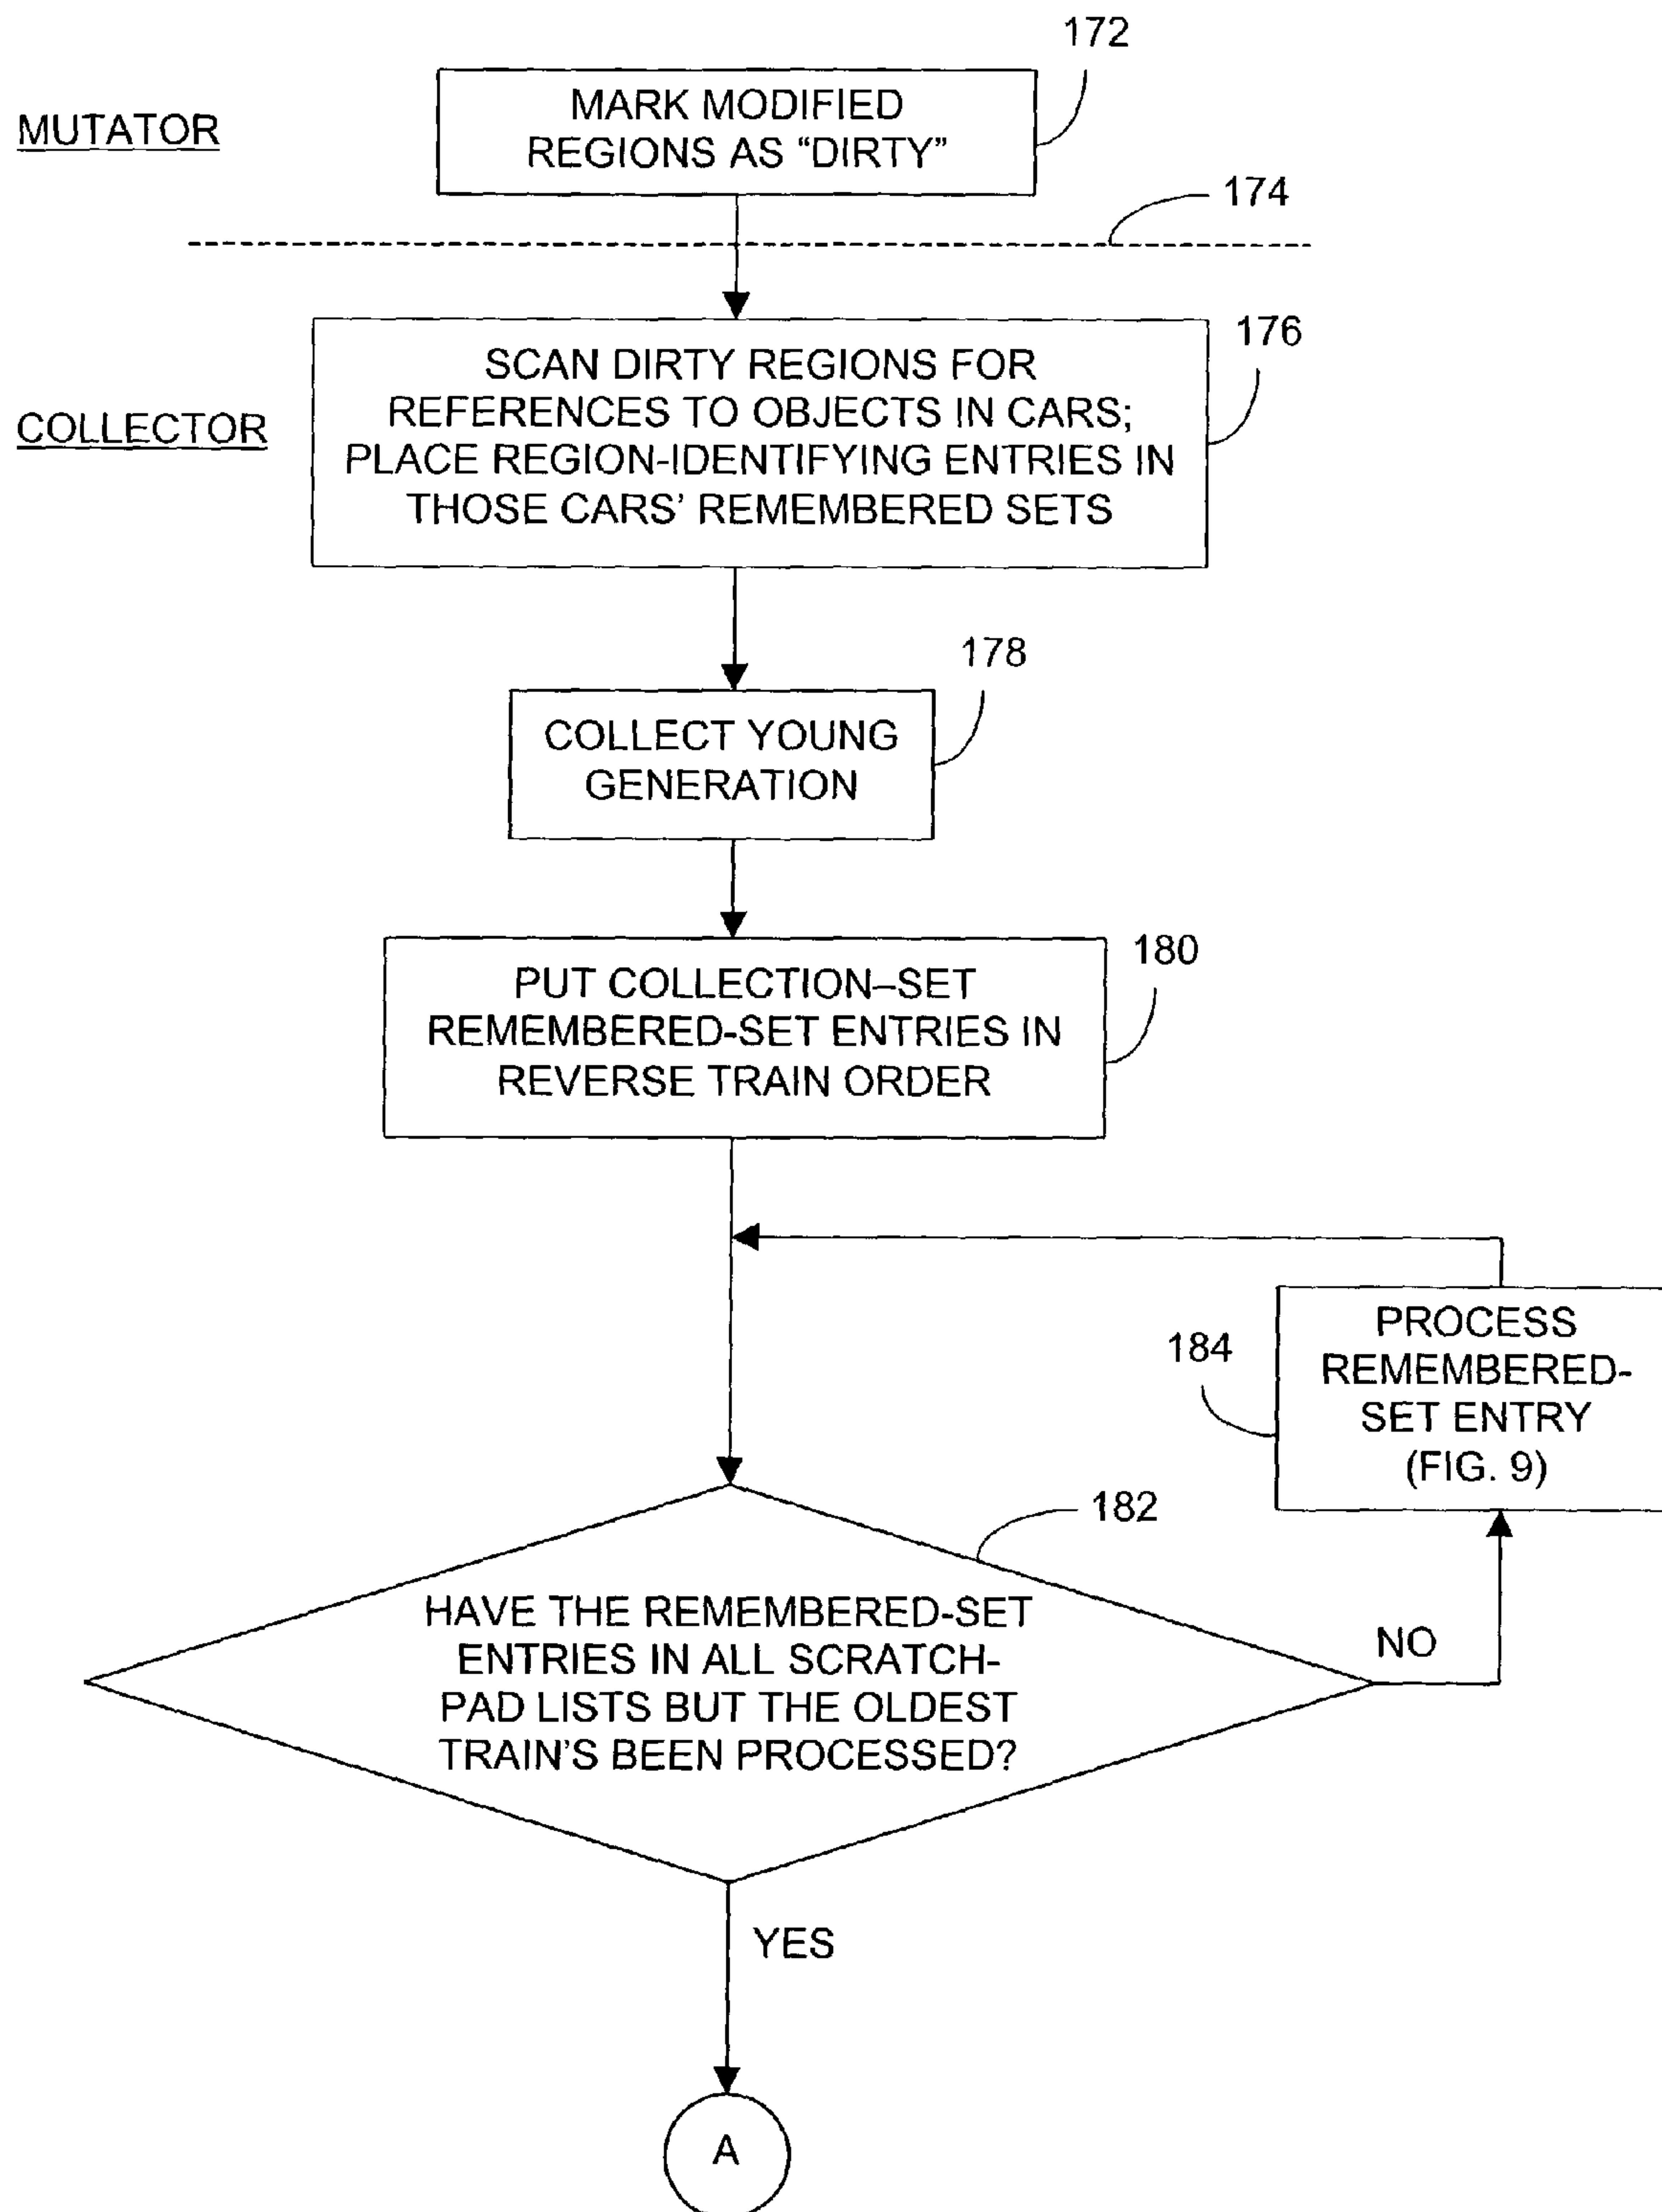 172
MUTATOR
MARK MODIFIED
REGIONS AS “DIRTY”
174
176
COLLECTOR
SCAN DIRTY REGIONS FOR
REFERENCES TO OBJECTS IN CARS;
PLACE REGION-IDENTIFYING ENTRIES IN
THOSE CARS’ REMEMBERED SETS
178
COLLECT YOUNG
GENERATION
180
PUT COLLECTION–SET
REMEMBERED-SET ENTRIES IN
REVERSE TRAIN ORDER
184
PROCESS
REMEMBERED-
SET ENTRY
(FIG. 9)
182
HAVE THE REMEMBERED-SET
ENTRIES IN ALL SCRATCH-
PAD LISTS BUT THE OLDEST
TRAIN'S BEEN PROCESSED?
NO
YES
A